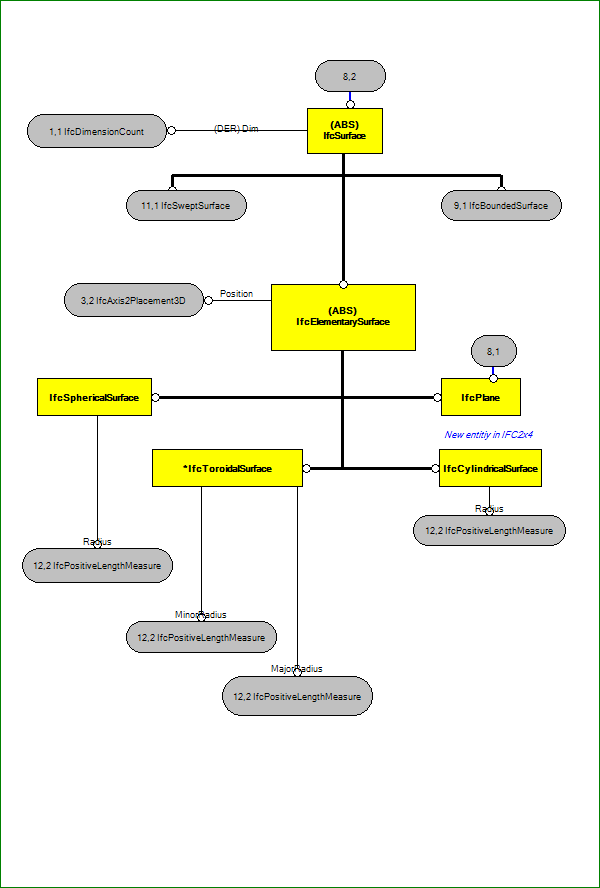 8,2
(ABS)
IfcSurface
1,1 IfcDimensionCount
(DER) Dim
11,1 IfcSweptSurface
9,1 IfcBoundedSurface
3,2 IfcAxis2Placement3D
Position
(ABS)
IfcElementarySurface
8,1
IfcSphericalSurface
IfcPlane
New entitiy in IFC2x4
*IfcToroidalSurface
IfcCylindricalSurface
Radius
12,2 IfcPositiveLengthMeasure
Radius
12,2 IfcPositiveLengthMeasure
MinorRadius
12,2 IfcPositiveLengthMeasure
MajorRadius
12,2 IfcPositiveLengthMeasure